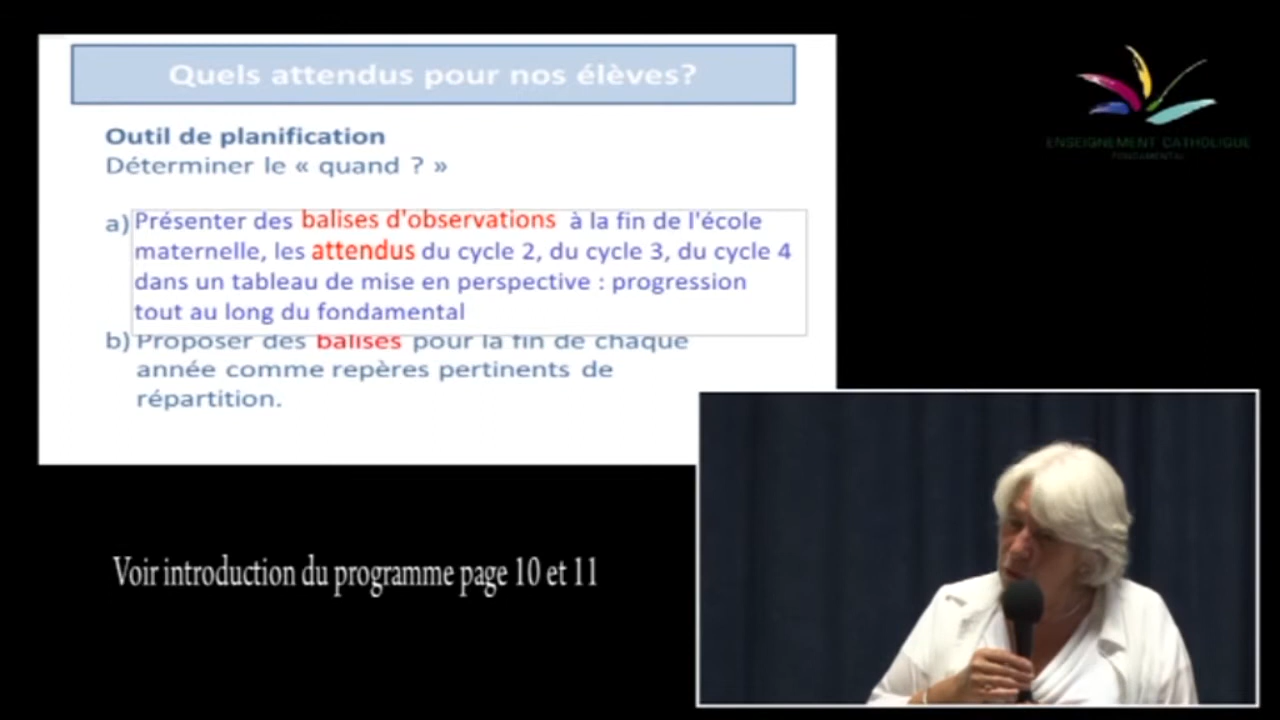 Quels attendus pour nos élèves?
Outil de planification
Déterminer le « quand ? »
a) Présenter des balises d'observations à la fin de l'école
maternelle, les attendus du cycle 2, du cycle 3, du cycle 4
dans un tableau de mise en perspective : progression
tout au long du fondamental
b) Proposer des balises pour la fin de chaque
année comme repères pertinents de
répartition.
ENSEIGNEMENT CATHOLIQUE
FONDAMENTAL
Voir introduction du programme page 10 et 11